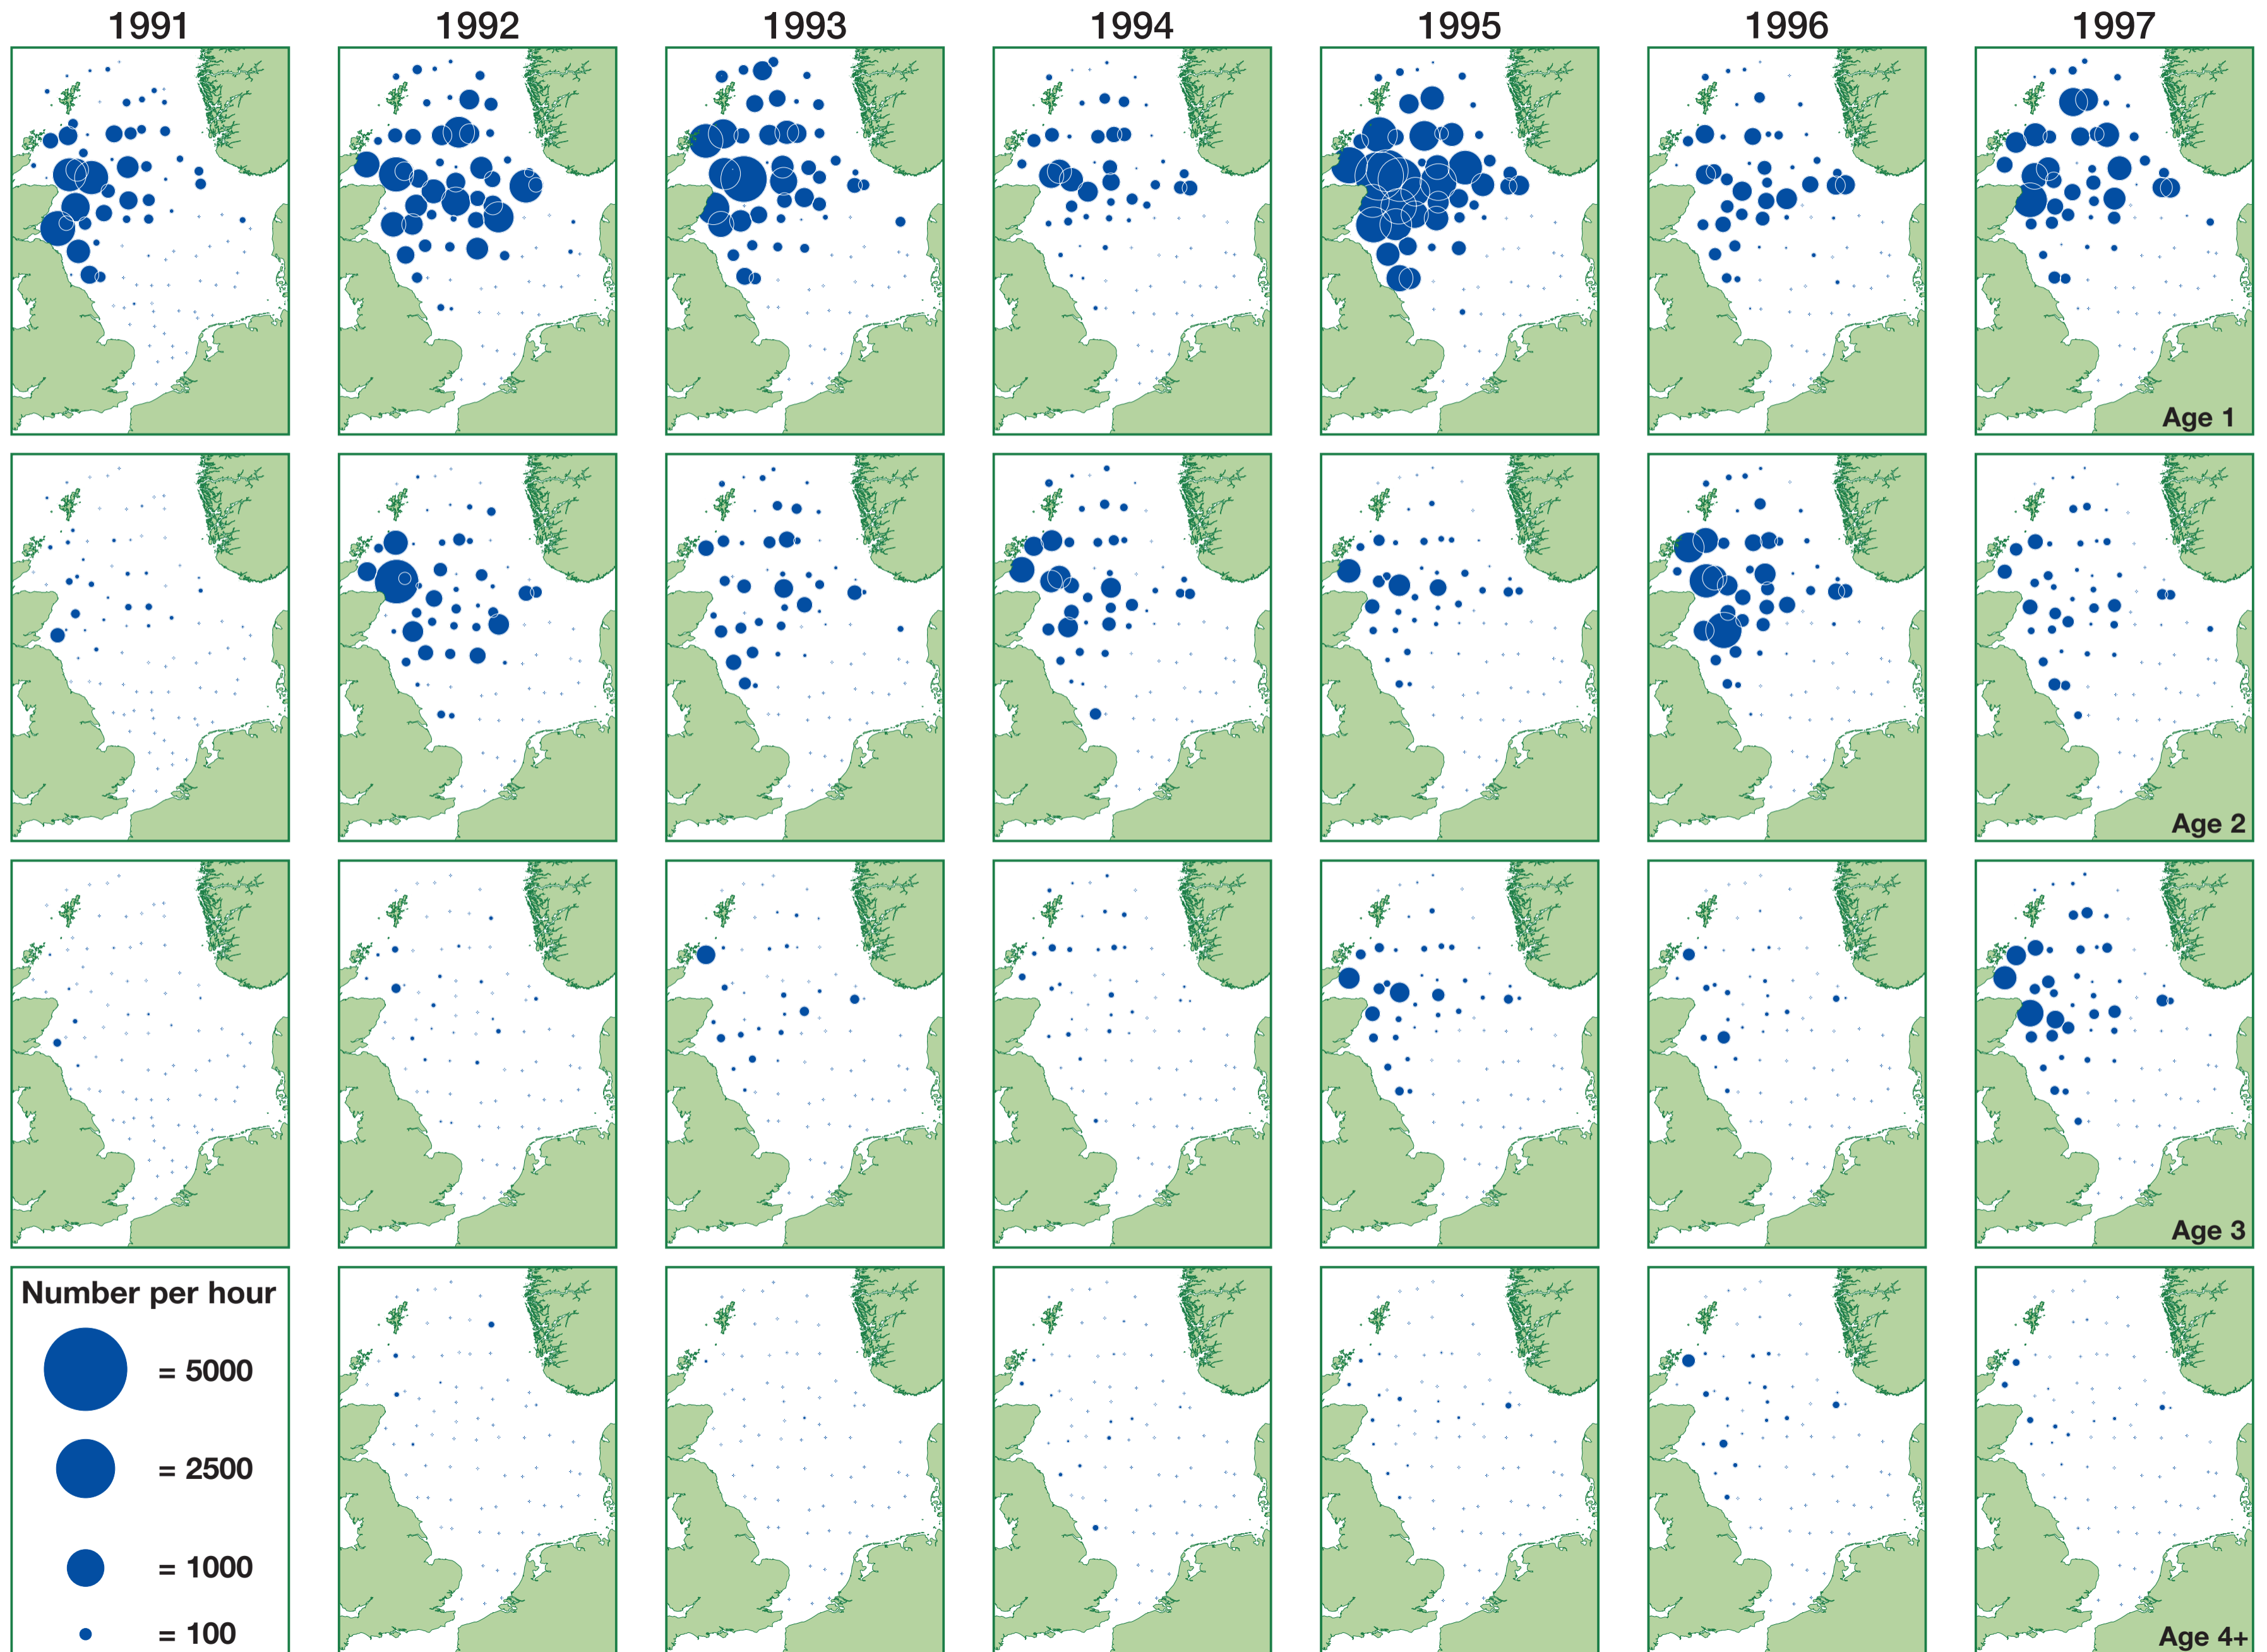 1991 1992 1993 1994 1995 1996 1997
Age 1
Age 2
Age 3
Number per hour
= 5000
= 2500
= 1000
= 100
Age 4+